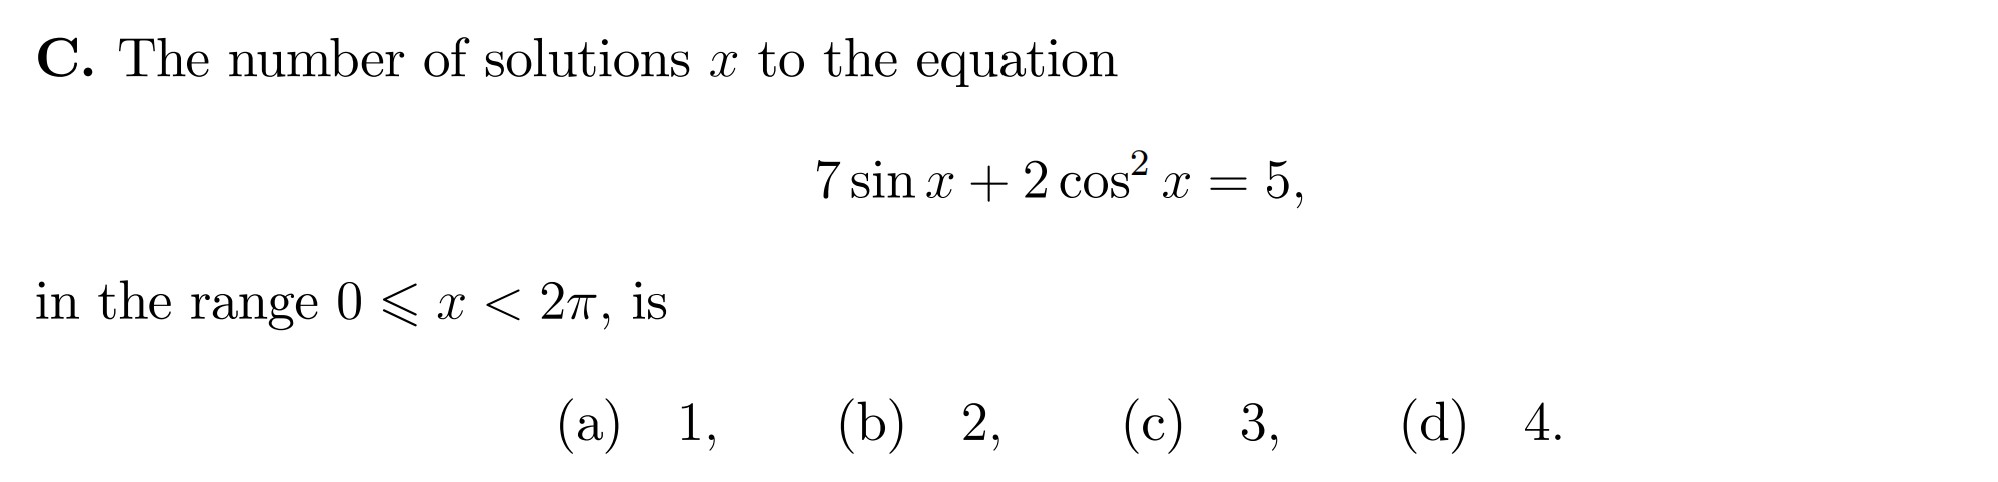 C. The number of solutions x to the equation
7 sin x + 2 cos² x = 5,
in the range 0 ⩽ x < 2π, is
(a) 1, (b) 2, (c) 3, (d) 4.